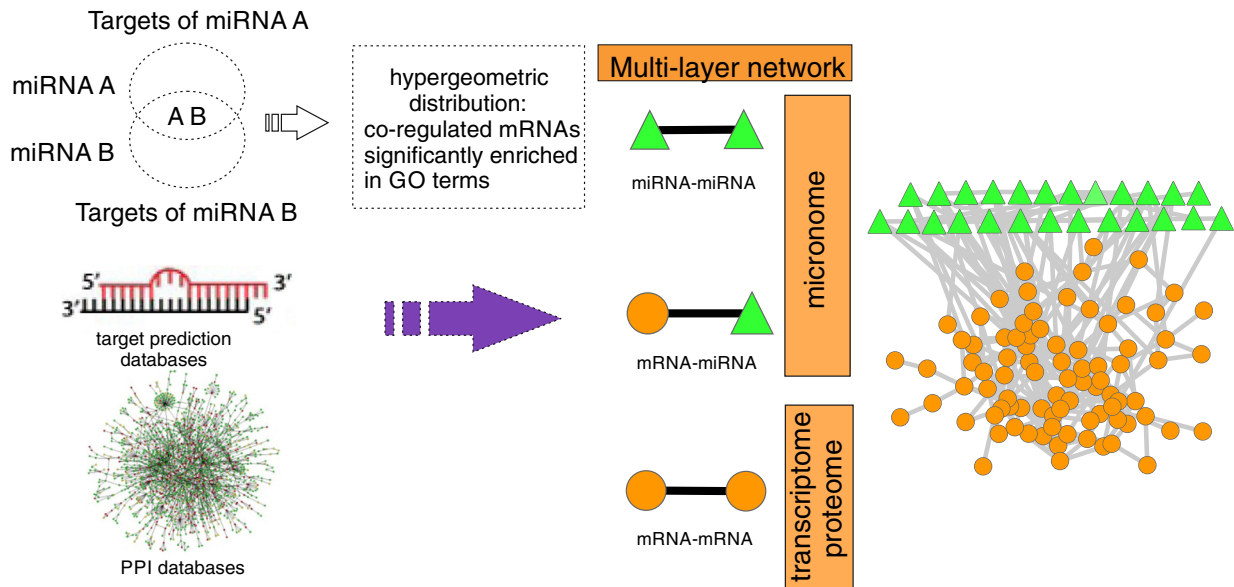 Targets of miRNA A
miRNA A
A B
miRNA B
Targets of miRNA B
hypergeometric
distribution:
co-regulated mRNAs
significantly enriched
in GO terms
5′
3′
3′
5′
target prediction
databases
PPI databases
Multi-layer network
miRNA-miRNA
mRNA-miRNA
micronome
mRNA-mRNA
transcriptome
proteome